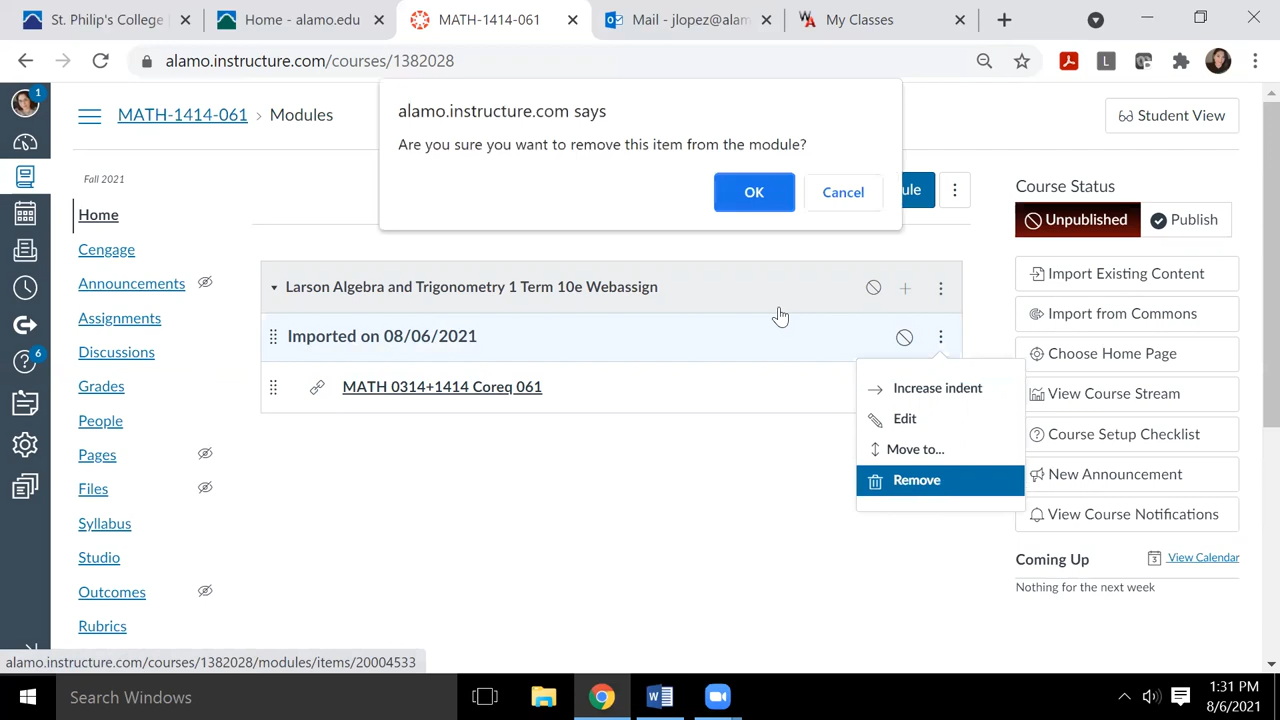 St. Philip's College
Home - alamo.edu
MATH-1414-061
Mail - jlopez@alam
My Classes
alamo.instructure.com/courses/1382028
L
1
MATH-1414-061 > Modules
Student View
alamo.instructure.com says
Are you sure you want to remove this item from the module?
OK
Cancel
ule
Fall 2021
Home
Cengage
Announcements
Assignments
Discussions
Grades
People
Pages
Files
Syllabus
Studio
Outcomes
Rubrics
6
Larson Algebra and Trigonometry 1 Term 10e Webassign
Imported on 08/06/2021
MATH 0314+1414 Coreq 061
Increase indent
Edit
Move to...
Remove
Course Status
Unpublished
Publish
Import Existing Content
Import from Commons
Choose Home Page
View Course Stream
Course Setup Checklist
New Announcement
View Course Notifications
Coming Up
3
View Calendar
Nothing for the next week
alamo.instructure.com/courses/1382028/modules/items/20004533
Search Windows
1:31 PM
8/6/2021